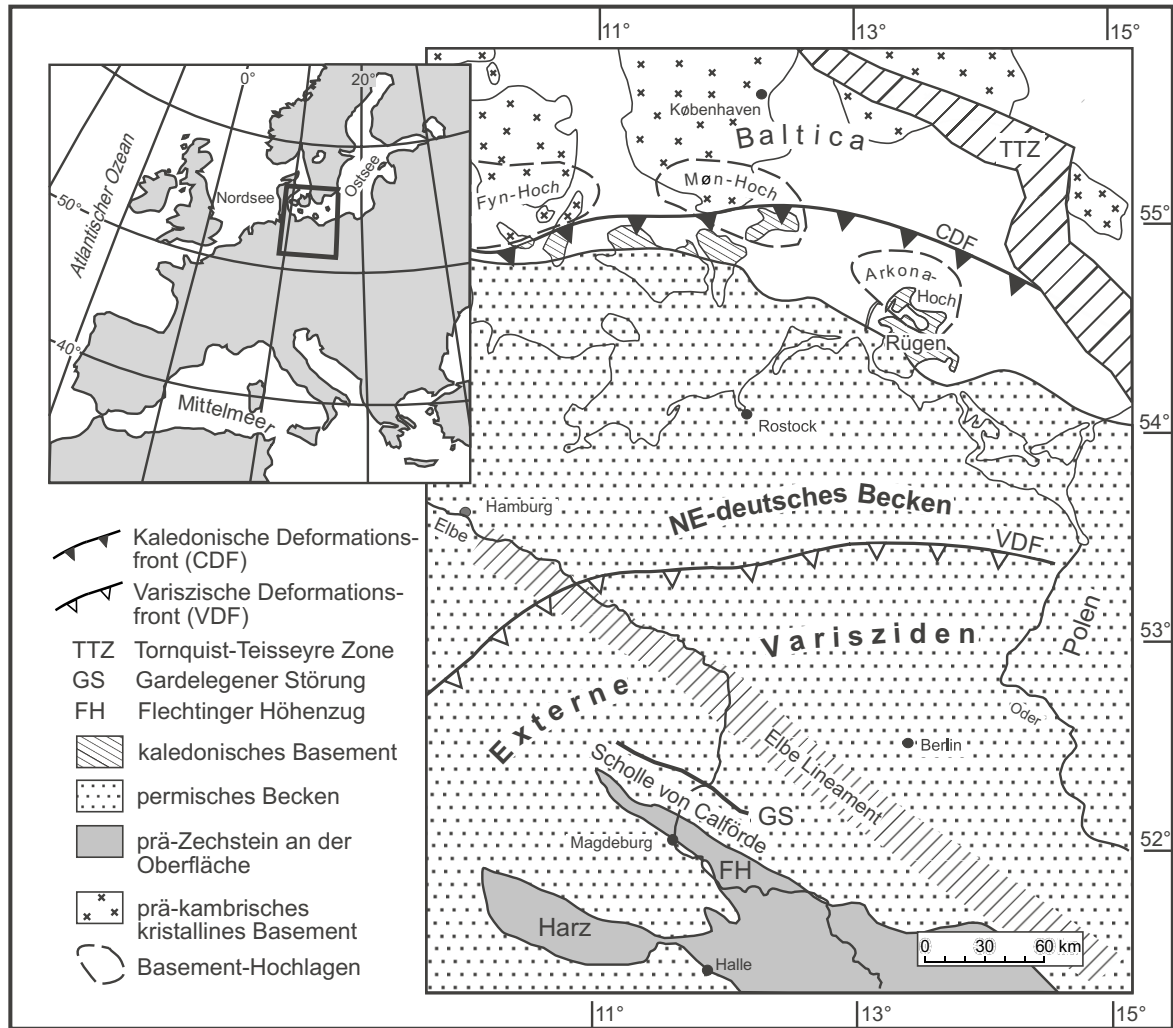 11°
13°
15°
0°
20°
Atlantischer Ozean
Nordsee
Ostsee
50°
40°
Mittelmeer
København
Baltica
TTZ
Fyn-Hoch
Møn-Hoch
CDF
55°
Arkona-
Hoch
Rügen
54°
Rostock
Hamburg
Elbe
NE-deutsches Becken
VDF
Polen
53°
Varisziden
Externe
Oder
Berlin
Elbe Lineament
Scholle von Calförde
GS
Magdeburg
FH
52°
Harz
Halle
0 30 60 km
11°
13°
15°
Kaledonische Deformations-
front (CDF)
Variszische Deformations-
front (VDF)
TTZ Tornquist-Teisseyre Zone
GS Gardelegener Störung
FH Flechtinger Höhenzug
kaledonisches Basement
permisches Becken
prä-Zechstein an der
Oberfläche
prä-kambrisches
kristallines Basement
Basement-Hochlagen